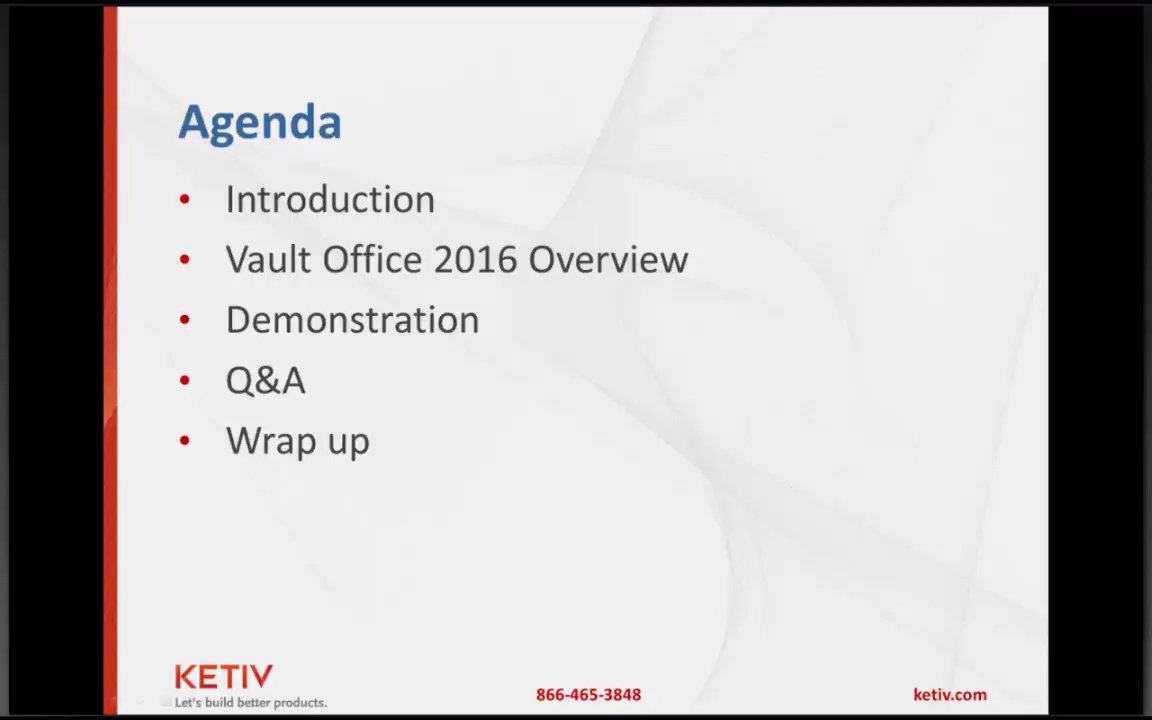 Agenda
• Introduction
• Vault Office 2016 Overview
• Demonstration
• Q&A
• Wrap up
KETIV
Let's build better products.
866-465-3848
ketiv.com